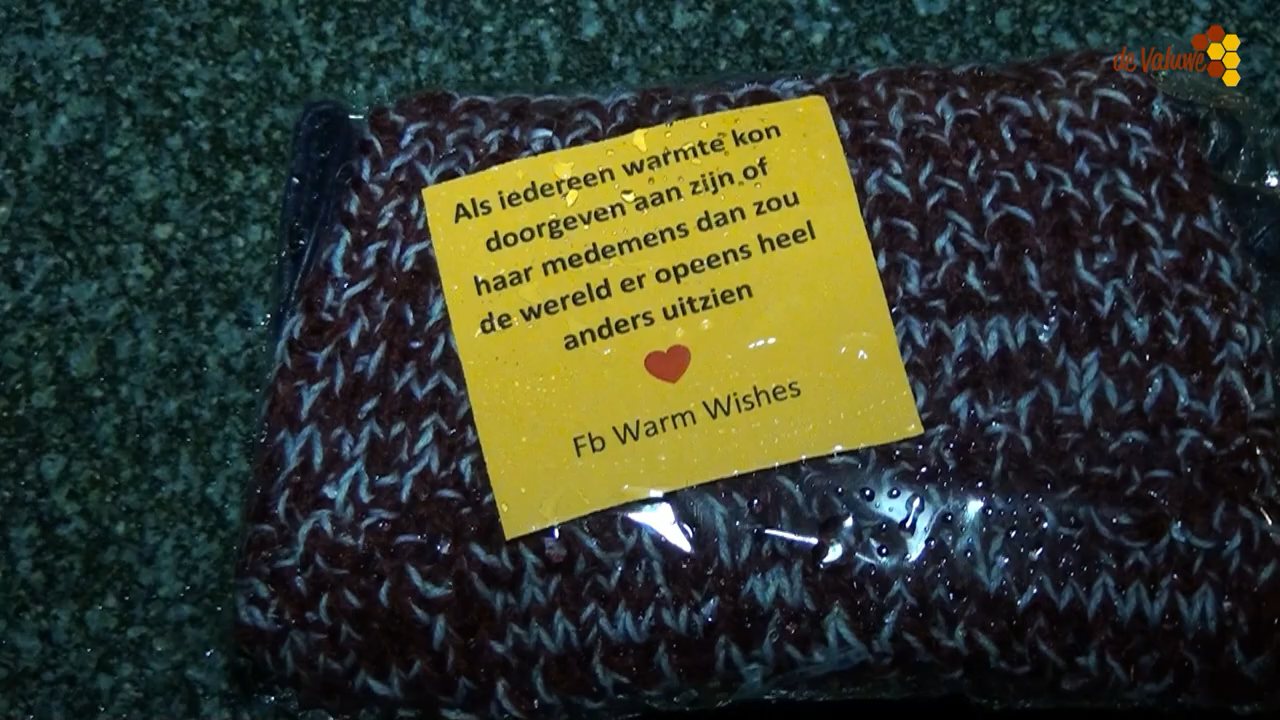 de Valuwe
Als iedereen warmte kon
doorgeven aan zijn of
haar medemens dan zou
de wereld er opeens heel
anders uitzien
Fb Warm Wishes